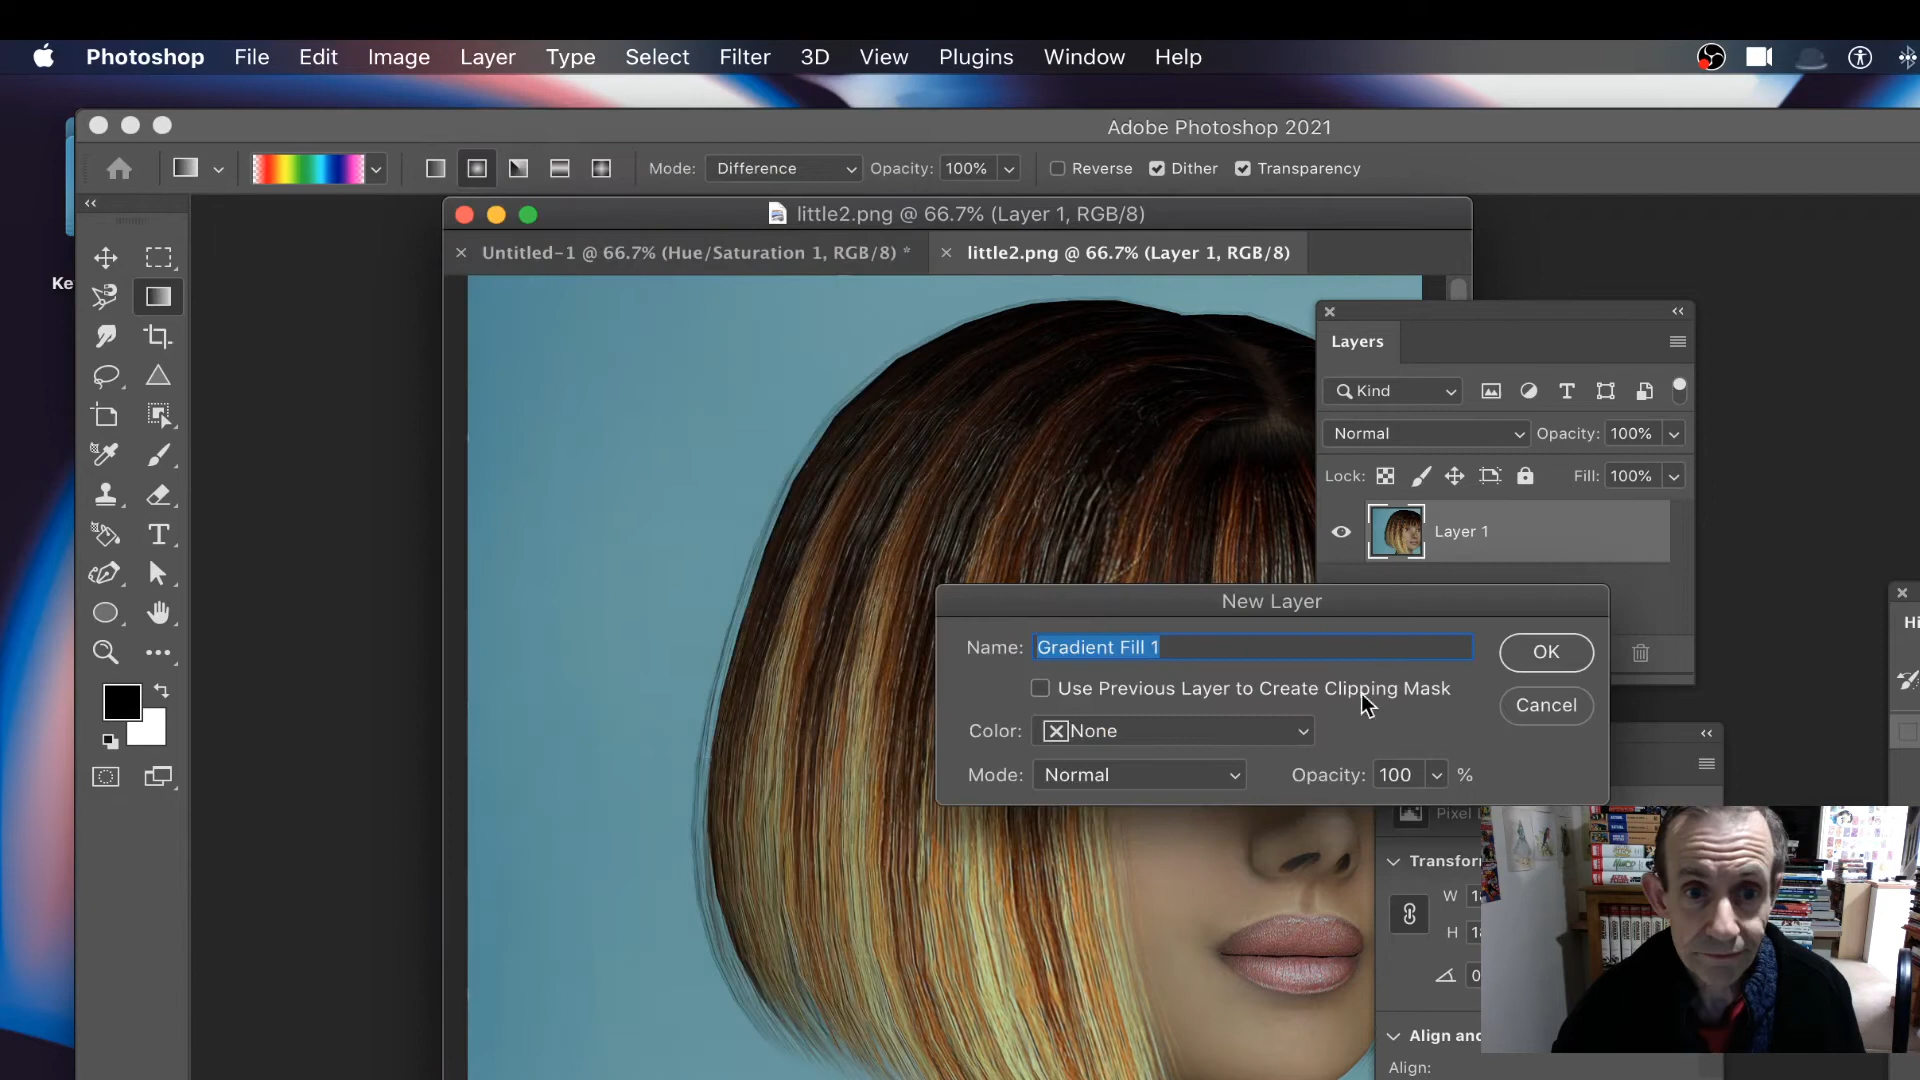 Photoshop File Edit Image Layer Type Select Filter 3D View Plugins Window Help
Adobe Photoshop 2021
Mode: Difference Opacity: 100% Reverse Dither Transparency
little2.png @ 66.7% (Layer 1, RGB/8)
Untitled-1 @ 66.7% (Hue/Saturation 1, RGB/8) * little2.png @ 66.7% (Layer 1, RGB/8)
Ke
Layers
Kind
Normal Opacity: 100%
Lock: Fill: 100%
Layer 1
New Layer
Name: Gradient Fill 1 OK
Use Previous Layer to Create Clipping Mask
Cancel
Color: None
Mode: Normal Opacity: 100 %
Hi
Pixel
Transform
W
H
0
Align and
Align: